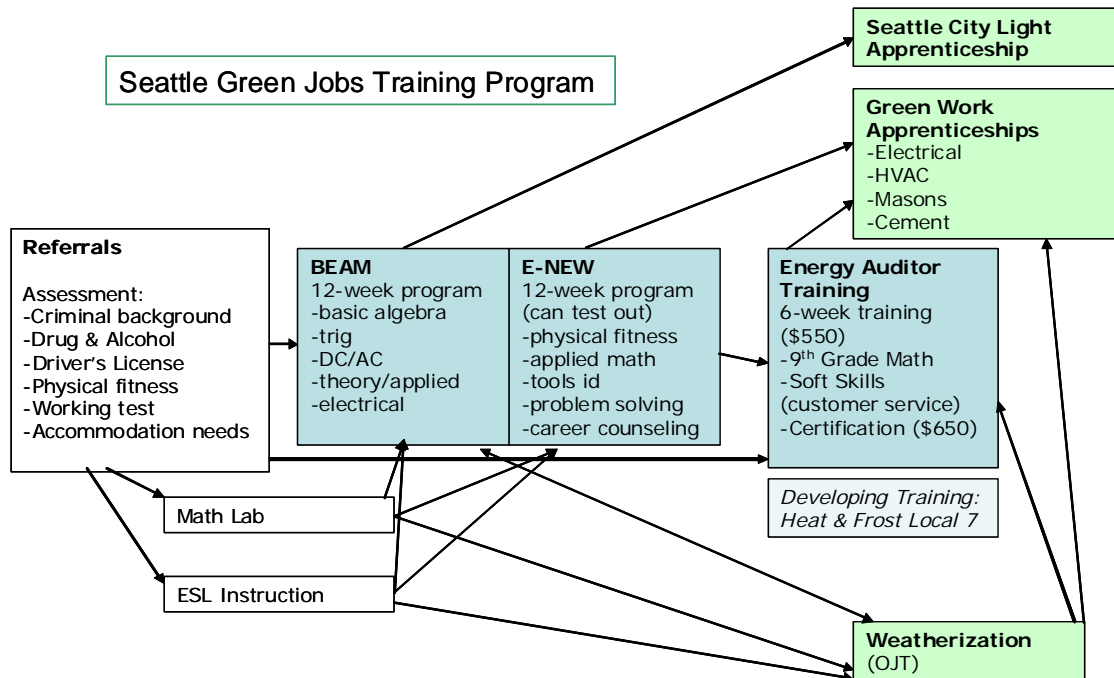 Seattle Green Jobs Training Program
Seattle City Light
Apprenticeship
Green Work
Apprenticeships
-Electrical
-HVAC
-Masons
-Cement
Referrals
Assessment:
-Criminal background
-Drug & Alcohol
-Driver's License
-Physical fitness
-Working test
-Accommodation needs
BEAM
12-week program
-basic algebra
-trig
-DC/AC
-theory/applied
-electrical
E-NEW
12-week program
(can test out)
-physical fitness
-applied math
-tools id
-problem solving
-career counseling
Energy Auditor
Training
6-week training
($550)
-9th Grade Math
-Soft Skills
(customer service)
-Certification ($650)
Developing Training:
Heat & Frost Local 7
Math Lab
ESL Instruction
Weatherization
(OJT)